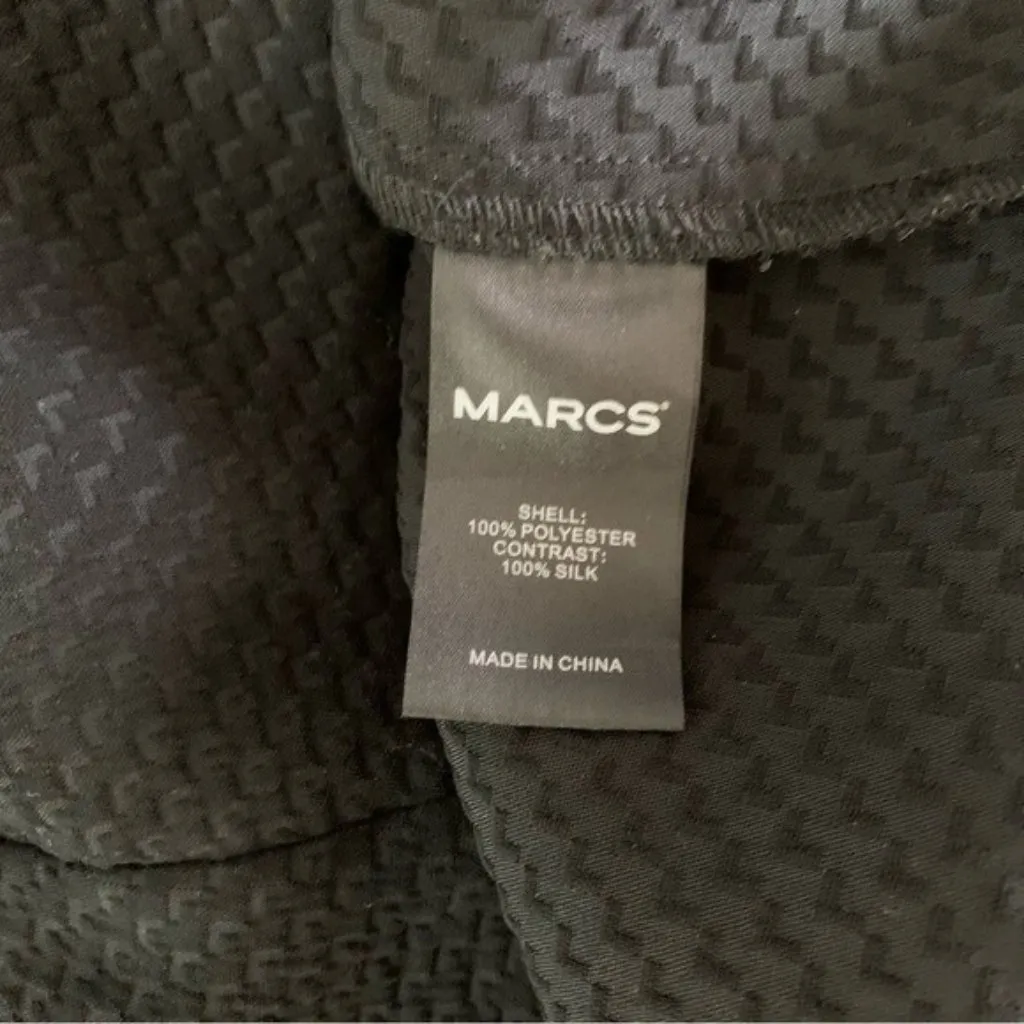 MARCS
SHELL:
100% POLYESTER
CONTRAST:
100% SILK
MADE IN CHINA